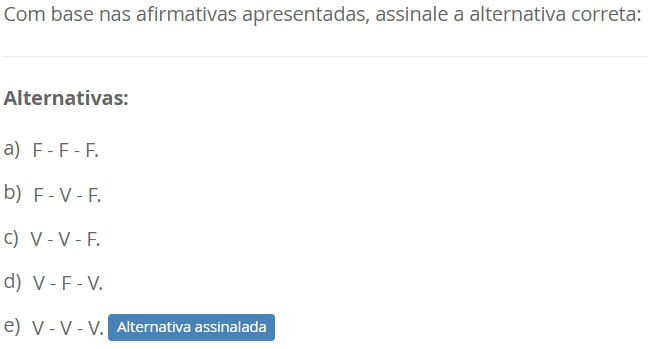 Com base nas afirmativas apresentadas, assinale a alternativa correta:
Alternativas:
a) F - F - F.
b) F - V - F.
c) V - V - F.
d) V - F - V.
e) V - V - V. Alternativa assinalada